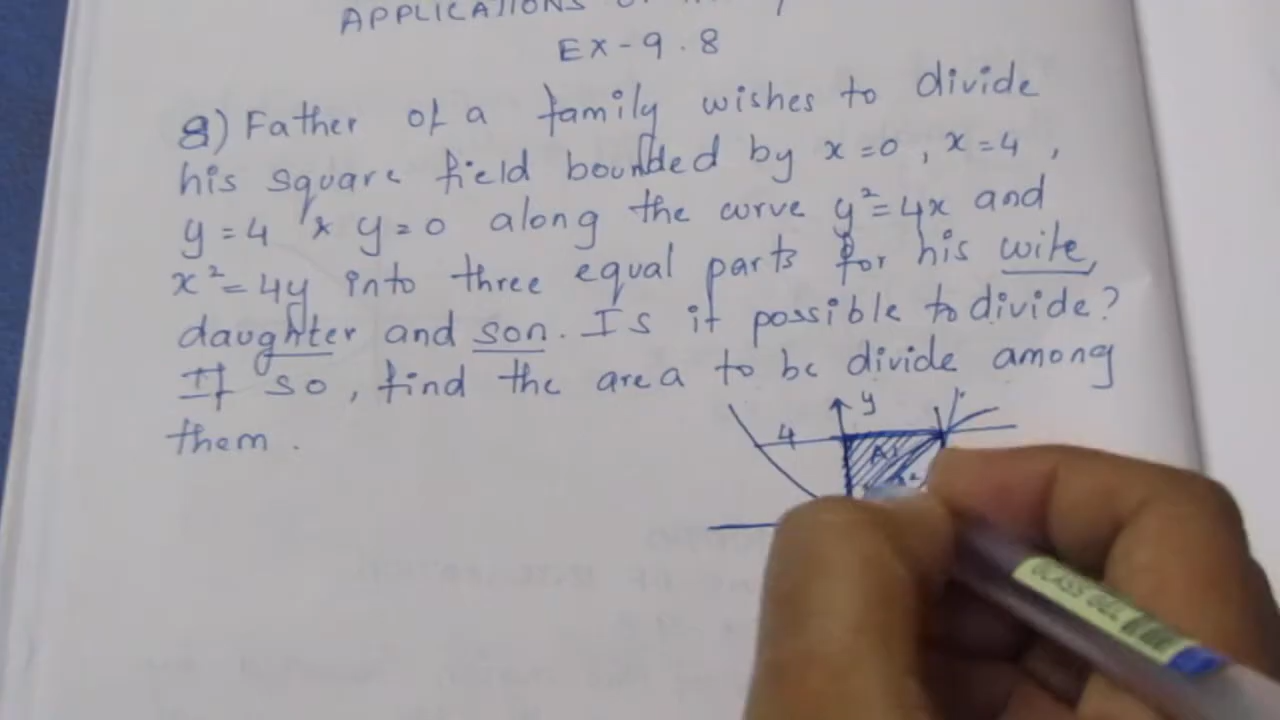 APPLICATIONS
EX-9.8
8) Father of a family wishes to divide
his square field bounded by x=0, x=4,
y=4 & y=0 along the curve y²=4x and
x²=4y into three equal parts for his wife,
daughter and son. Is it possible to divide?
If so, find the area to be divide among
them.
y
4
A1
GLASS GEL